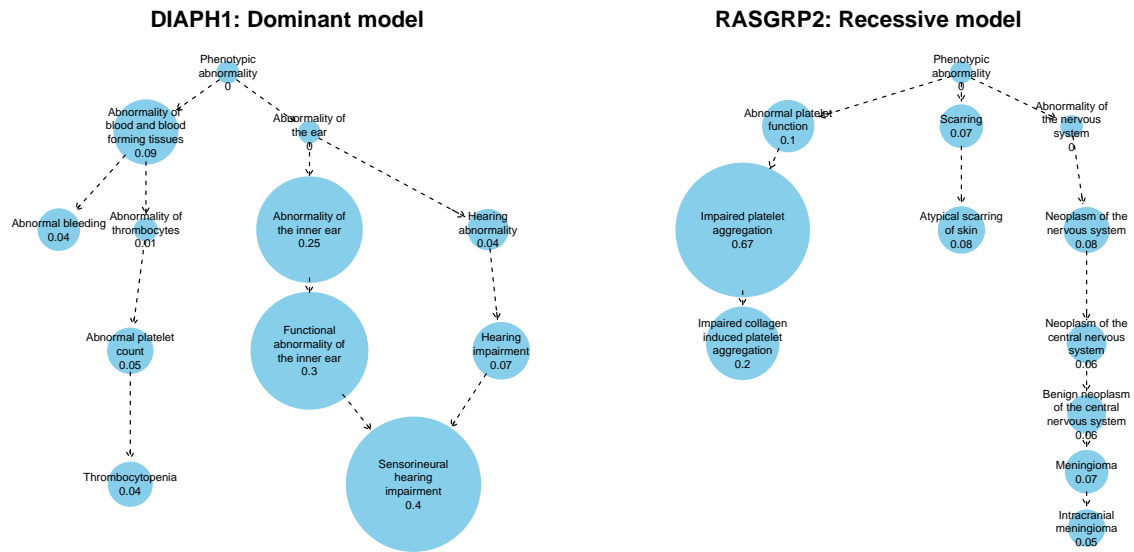 DIAPH1: Dominant model
Phenotypic
abnormality
0
Abnormality of
blood and blood
forming tissues
0.09
Abnormality of
the ear
0
Abnormal bleeding
0.04
Abnormality of
thrombocytes
0.01
Abnormality of
the inner ear
0.25
Hearing
abnormality
0.04
Abnormal platelet
count
0.05
Functional
abnormality of
the inner ear
0.3
Hearing
impairment
0.07
Thrombocytopenia
0.04
Sensorineural
hearing
impairment
0.4
RASGRP2: Recessive model
Phenotypic
abnormality
0
Abnormal platelet
function
0.1
Scarring
0.07
Abnormality of
the nervous
system
0
Impaired platelet
aggregation
0.67
Atypical scarring
of skin
0.08
Neoplasm of the
nervous system
0.08
Impaired collagen
induced platelet
aggregation
0.2
Neoplasm of the
central nervous
system
0.06
Benign neoplasm
of the central
nervous system
0.06
Meningioma
0.07
Intracranial
meningioma
0.05